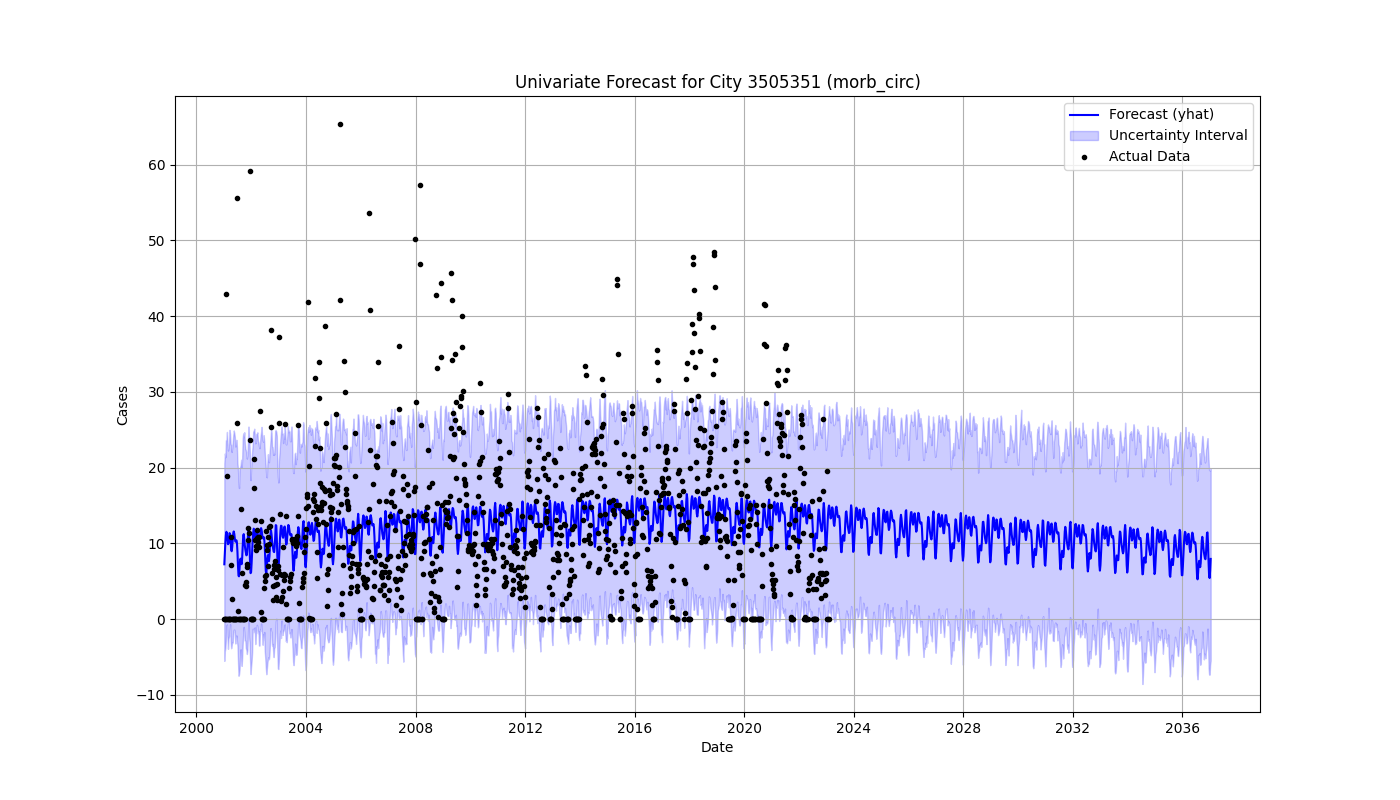 Univariate Forecast for City 3505351 (morb_circ)
Forecast (yhat)
Uncertainty Interval
Actual Data
Cases
60
50
40
30
20
10
0
−10
2000 2004 2008 2012 2016 2020 2024 2028 2032 2036
Date